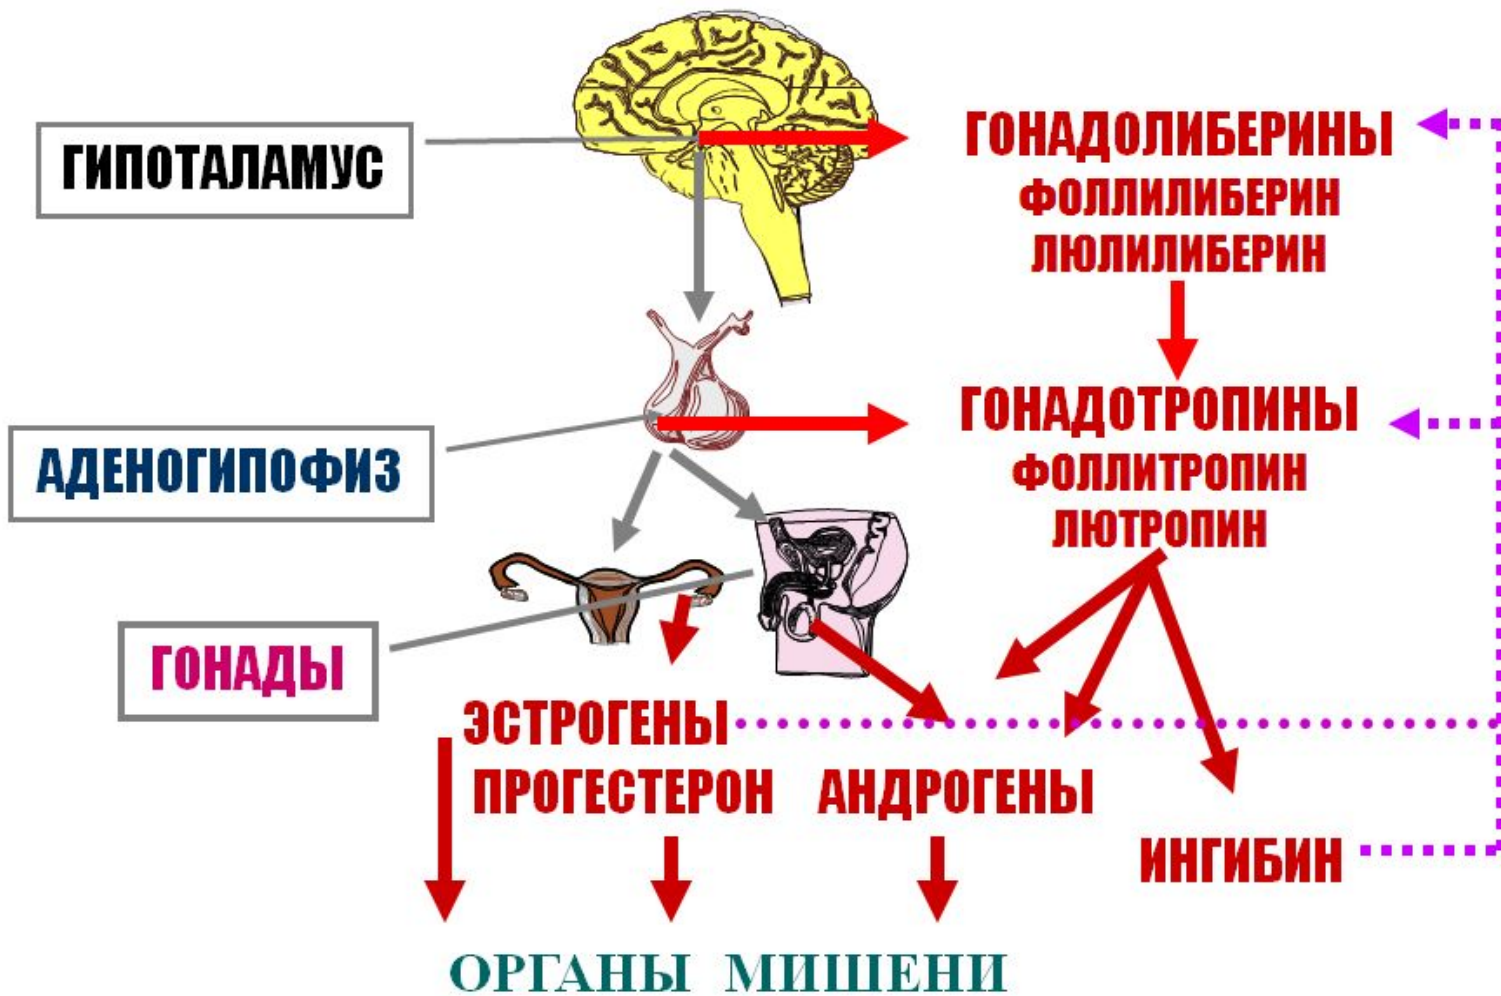 ГИПОТАЛАМУС
ГОНАДОЛИБЕРИНЫ
ФОЛЛИЛИБЕРИН
ЛЮЛИЛИБЕРИН
АДЕНОГИПОФИЗ
ГОНАДОТРОПИНЫ
ФОЛЛИТРОПИН
ЛЮТРОПИН
ГОНАДЫ
ЭСТРОГЕНЫ
ПРОГЕСТЕРОН
АНДРОГЕНЫ
ИНГИБИН
ОРГАНЫ МИШЕНИ